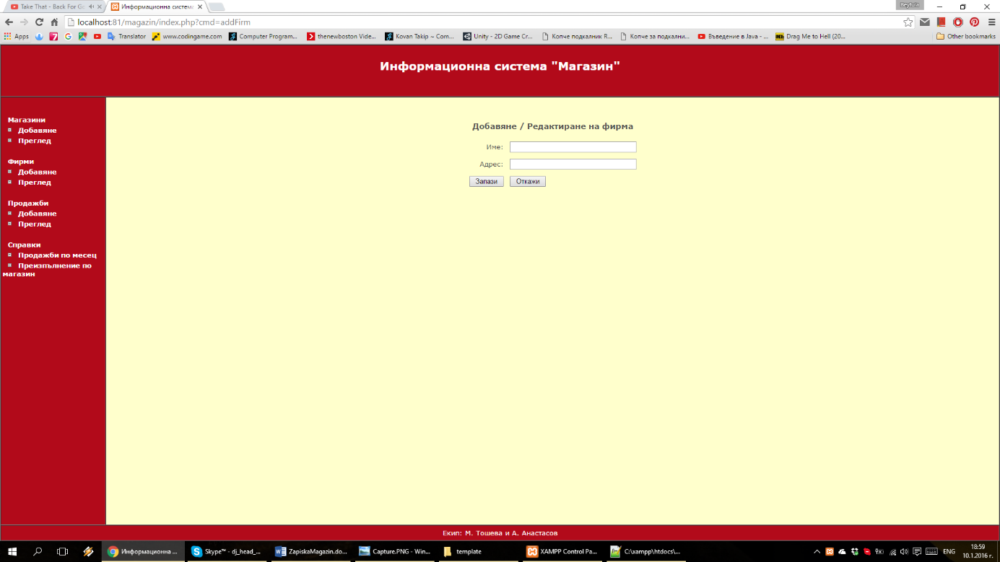 Take That - Back For Go
Информационна система
Beytula
localhost:81/magazin/index.php?cmd=addFirm
Apps Translator www.codingame.com Computer Program... thenewboston Vide... Kovan Takip ~ Com... Unity - 2D Game Cr... Копче подкалник R... Копче за подкални... Въведение в Java - ... Drag Me to Hell (20... Other bookmarks
Информационна система "Магазин"
Магазини
Добавяне
Преглед
Фирми
Добавяне
Преглед
Продажби
Добавяне
Преглед
Справки
Продажби по месец
Преизпълнение по
магазин
Добавяне / Редактиране на фирма
Име:
Адрес:
Запази Откажи
Екип: М. Тошева и А. Анастасов
Информационна ... Skype™ - dj_head_... ZapiskaMagazin.do... Capture.PNG - Win... template XAMPP Control Pa... C:\xampp\htdocs\... ENG 18:59
10.1.2016 г.